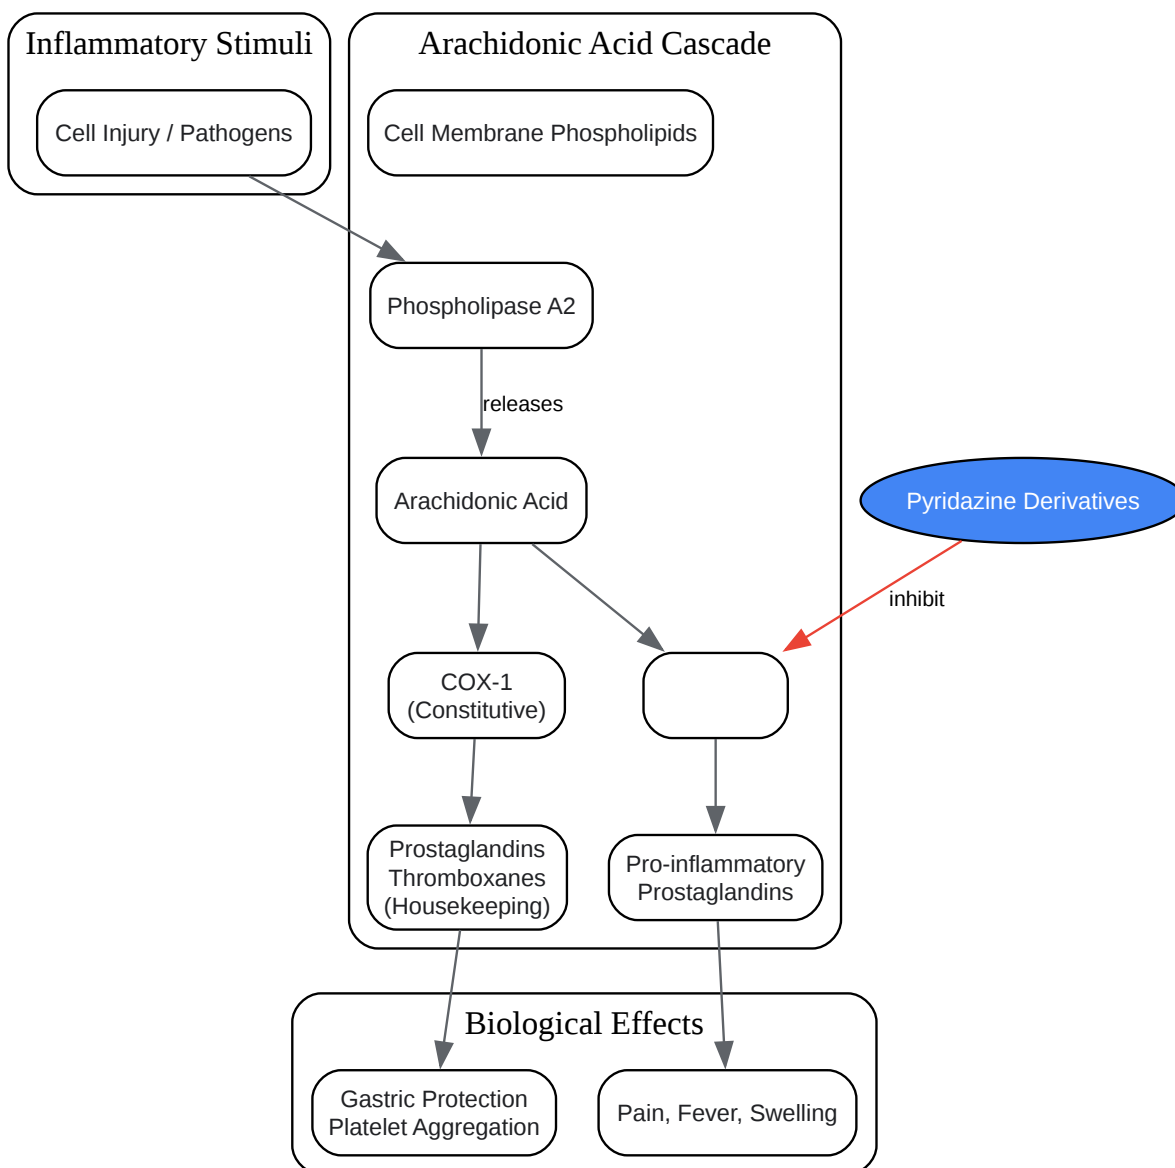 Inflammatory Stimuli
Arachidonic Acid Cascade
Cell Injury / Pathogens
Cell Membrane Phospholipids
Phospholipase A2
releases
Arachidonic Acid
Pyridazine Derivatives
inhibit
COX-1
(Constitutive)
Prostaglandins
Thromboxanes
(Housekeeping)
Pro-inflammatory
Prostaglandins
Biological Effects
Gastric Protection
Platelet Aggregation
Pain, Fever, Swelling